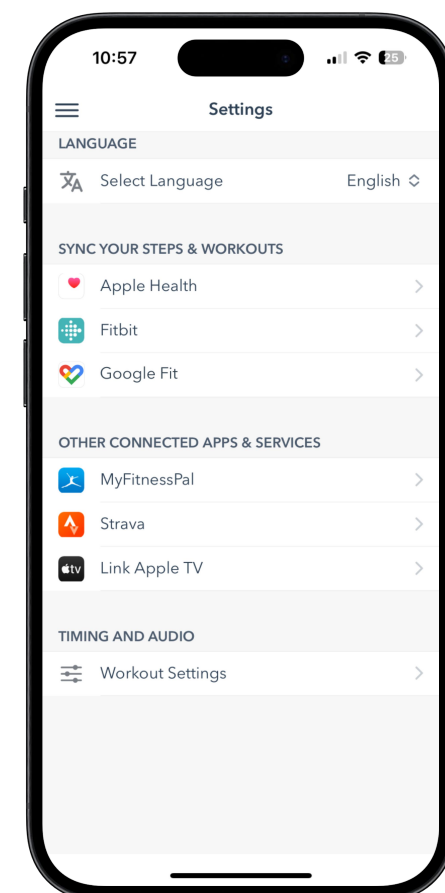 10:57
25
Settings
LANGUAGE
Select Language English
SYNC YOUR STEPS & WORKOUTS
Apple Health
Fitbit
Google Fit
OTHER CONNECTED APPS & SERVICES
MyFitnessPal
Strava
tv Link Apple TV
TIMING AND AUDIO
Workout Settings